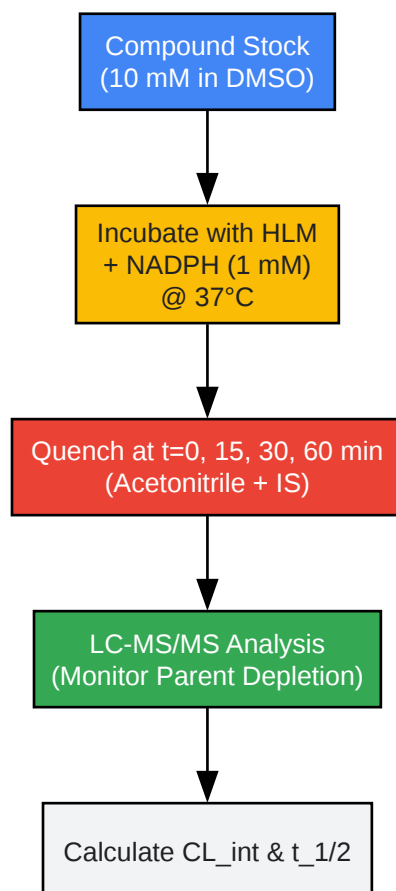 Compound Stock
(10 mM in DMSO)
Incubate with HLM
+ NADPH (1 mM)
@ 37°C
Quench at t=0, 15, 30, 60 min
(Acetonitrile + IS)
LC-MS/MS Analysis
(Monitor Parent Depletion)
Calculate CL_int & t_1/2